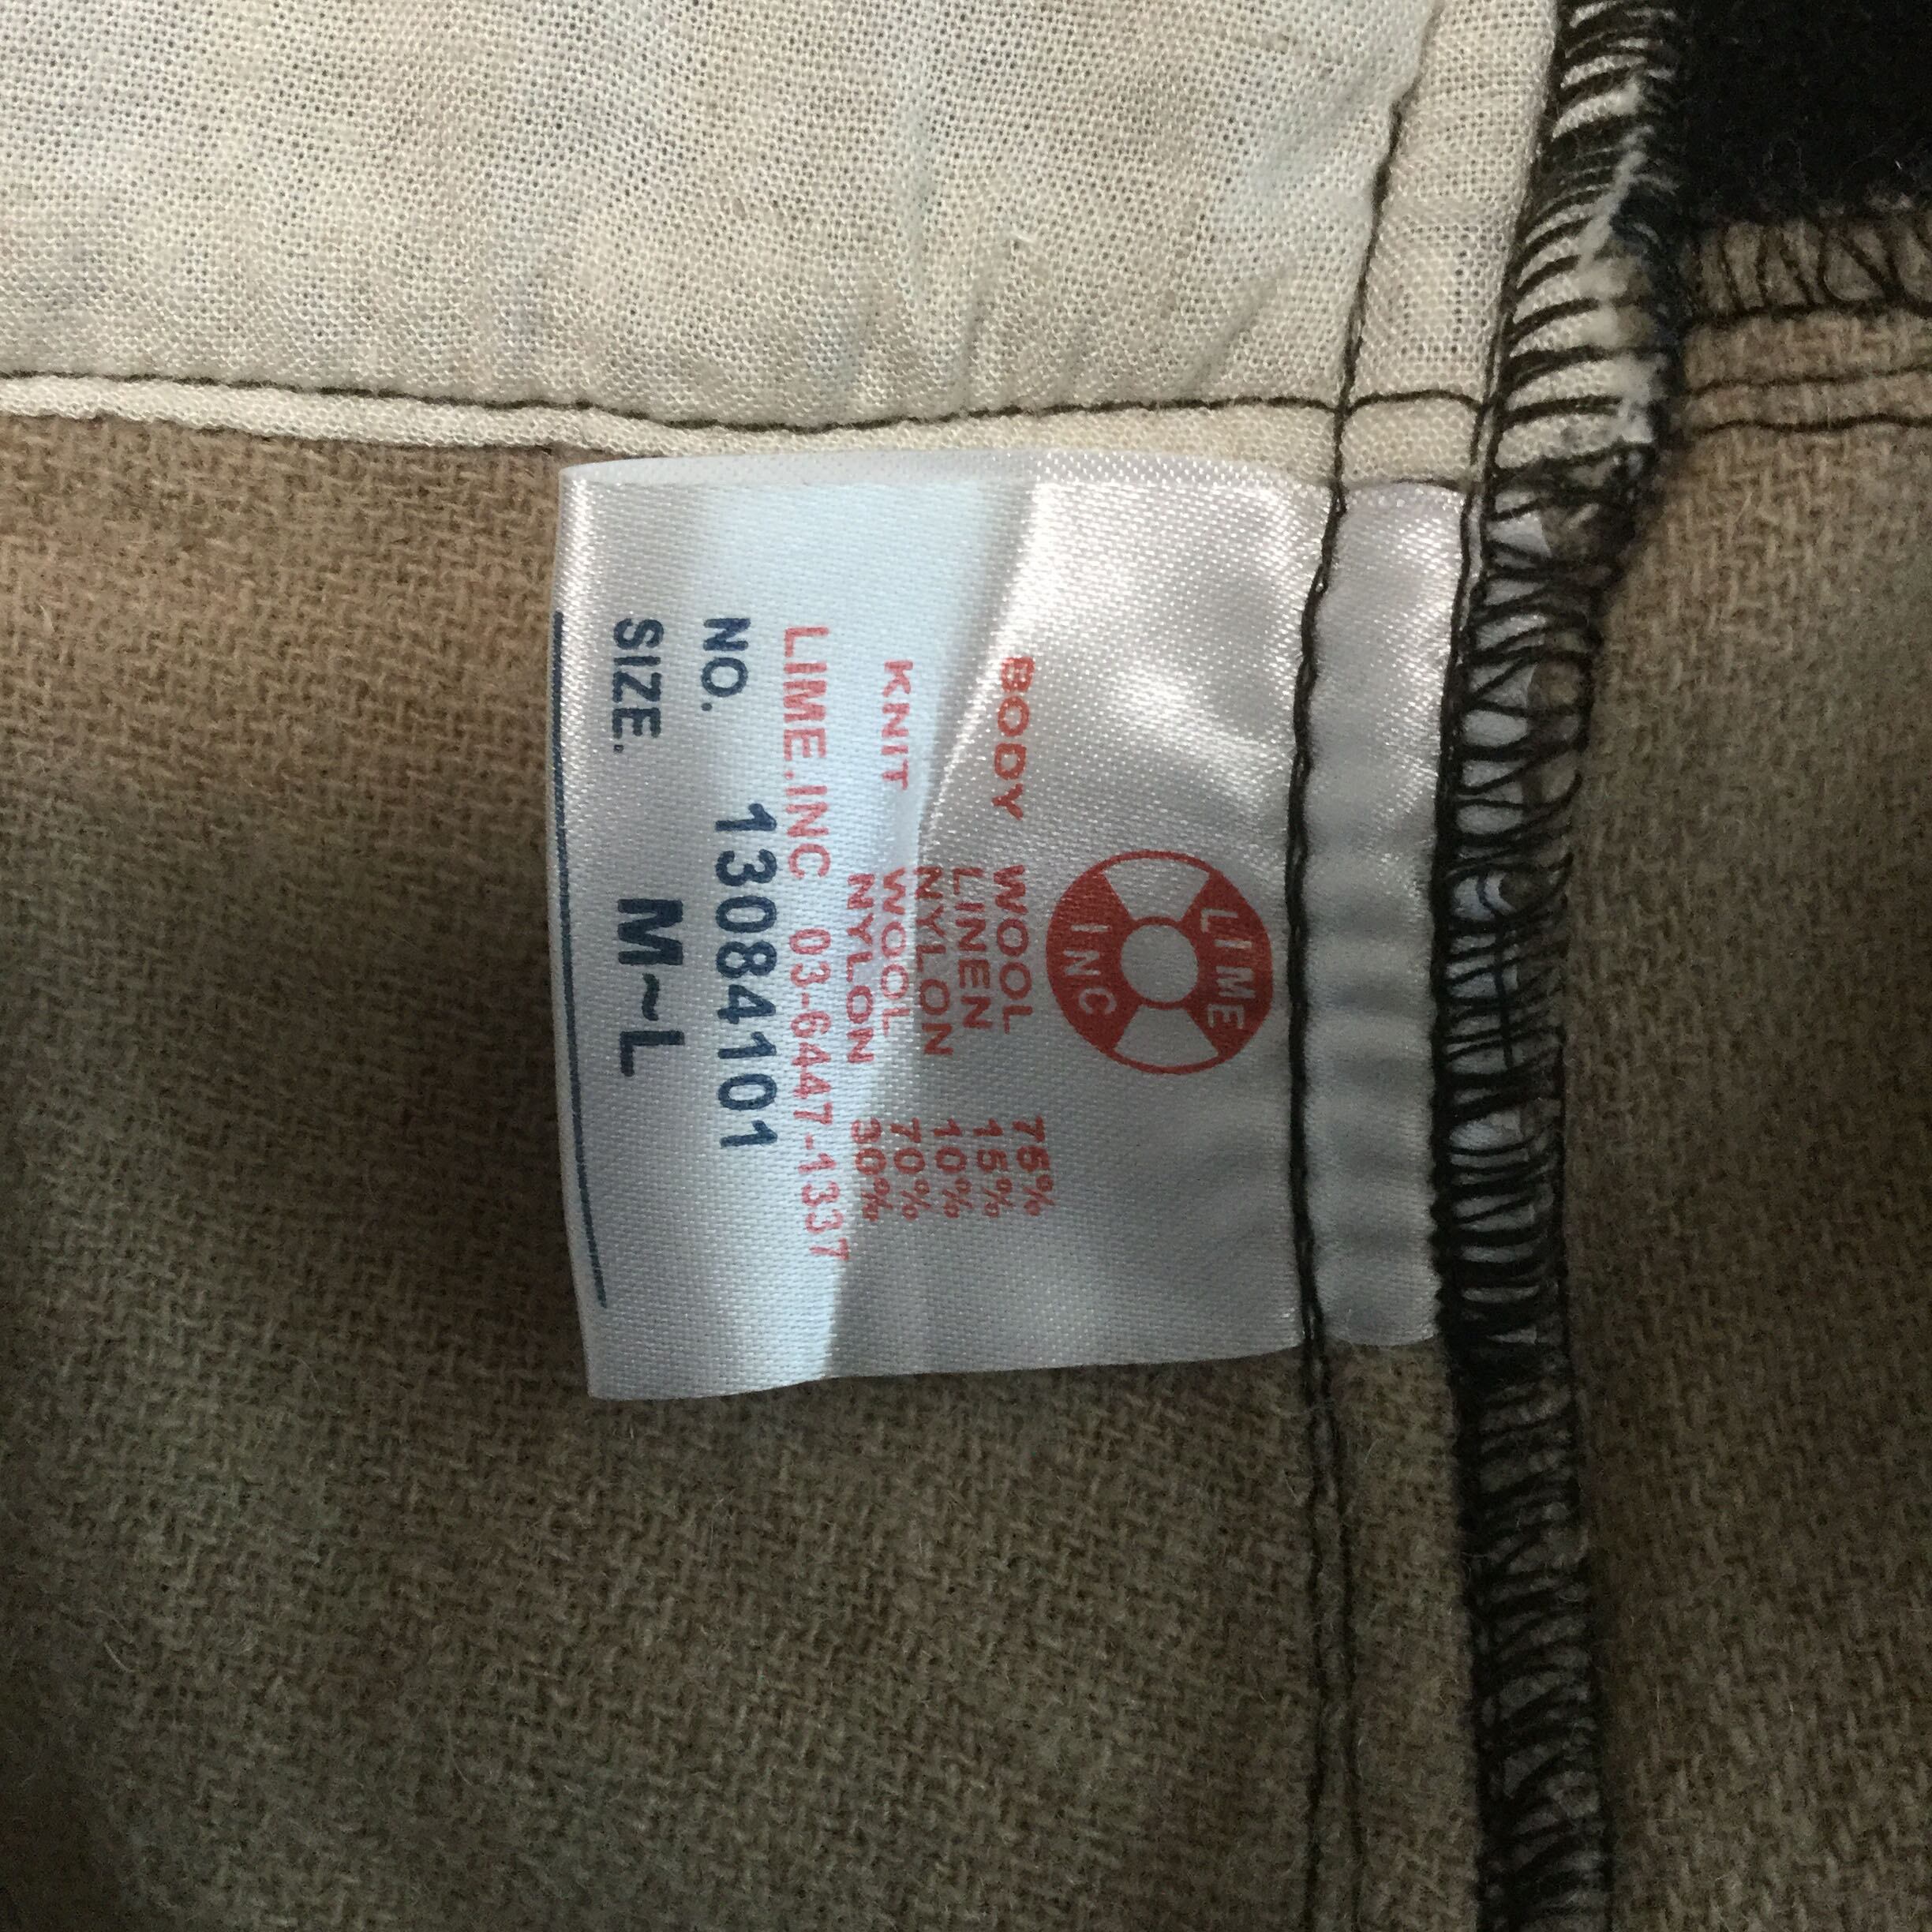 LIME
INC
BODY WOOL 75%
LINEN 15%
NYLON 10%
KNIT WOOL 70%
NYLON 30%
LIME.INC 03-6447-1337
NO. 13084101
SIZE. M~L